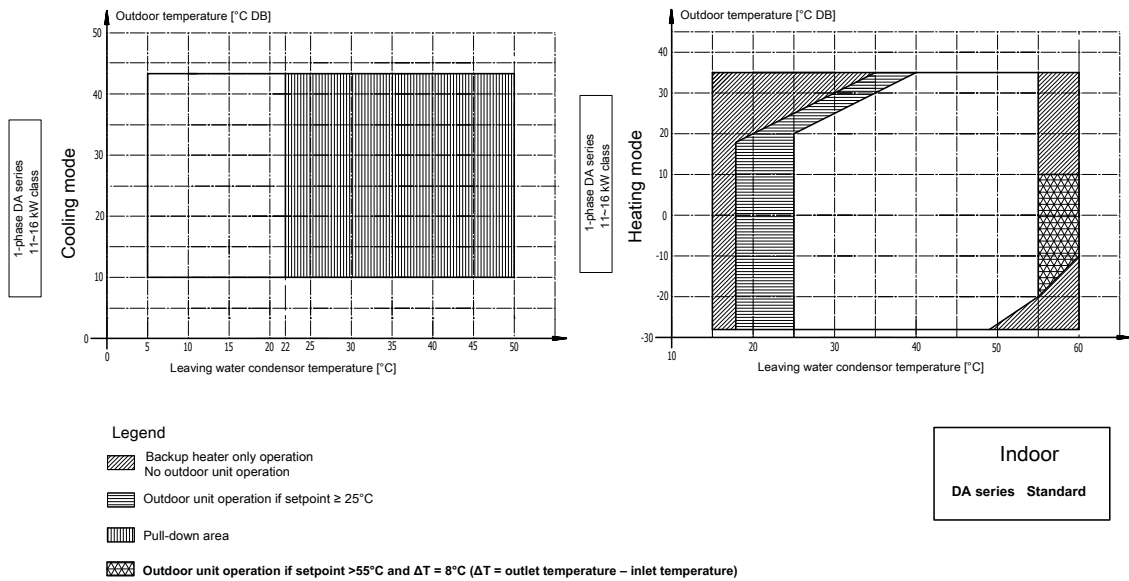 Outdoor temperature [°C DB]
50
40
30
20
10
0
0
5
10
15
20
22
25
30
35
40
45
50
Leaving water condensor temperature [°C]
1-phase DA series
11~16 kW class
Cooling mode
Outdoor temperature [°C DB]
40
30
20
10
0
-10
-20
-30
10
20
30
40
50
60
Leaving water condensor temperature [°C]
1-phase DA series
11~16 kW class
Heating mode
Legend
Backup heater only operation
No outdoor unit operation
Outdoor unit operation if setpoint ≥ 25°C
Pull-down area
Outdoor unit operation if setpoint >55°C and ΔT = 8°C (ΔT = outlet temperature – inlet temperature)
Indoor
DA series Standard